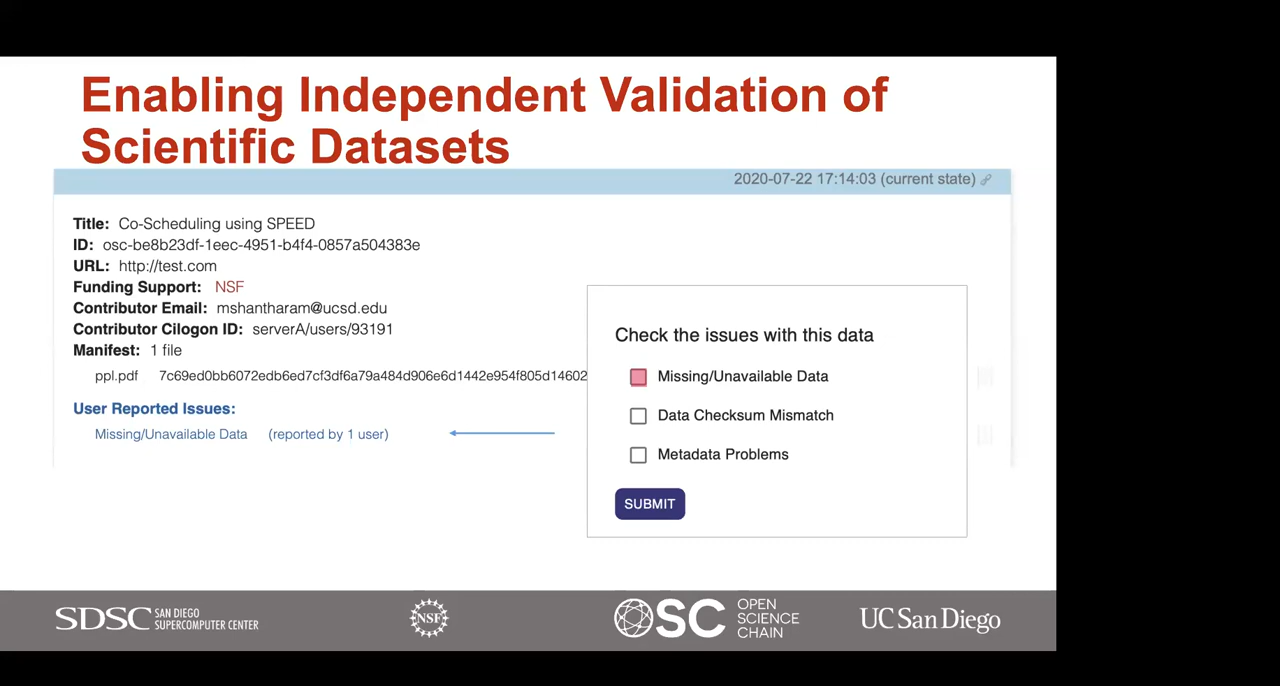 Enabling Independent Validation of
Scientific Datasets
2020-07-22 17:14:03 (current state)
Title: Co-Scheduling using SPEED
ID: osc-be8b23df-1eec-4951-b4f4-0857a504383e
URL: http://test.com
Funding Support: NSF
Contributor Email: mshantharam@ucsd.edu
Contributor Cilogon ID: serverA/users/93191
Manifest: 1 file
ppl.pdf 7c69ed0bb6072edb6ed7cf3df6a79a484d906e6d1442e954f805d14602
User Reported Issues:
Missing/Unavailable Data (reported by 1 user)
Check the issues with this data
Missing/Unavailable Data
Data Checksum Mismatch
Metadata Problems
SUBMIT
SDSC SAN DIEGO
SUPERCOMPUTER CENTER
NSF
OSC OPEN
SCIENCE
CHAIN
UC San Diego